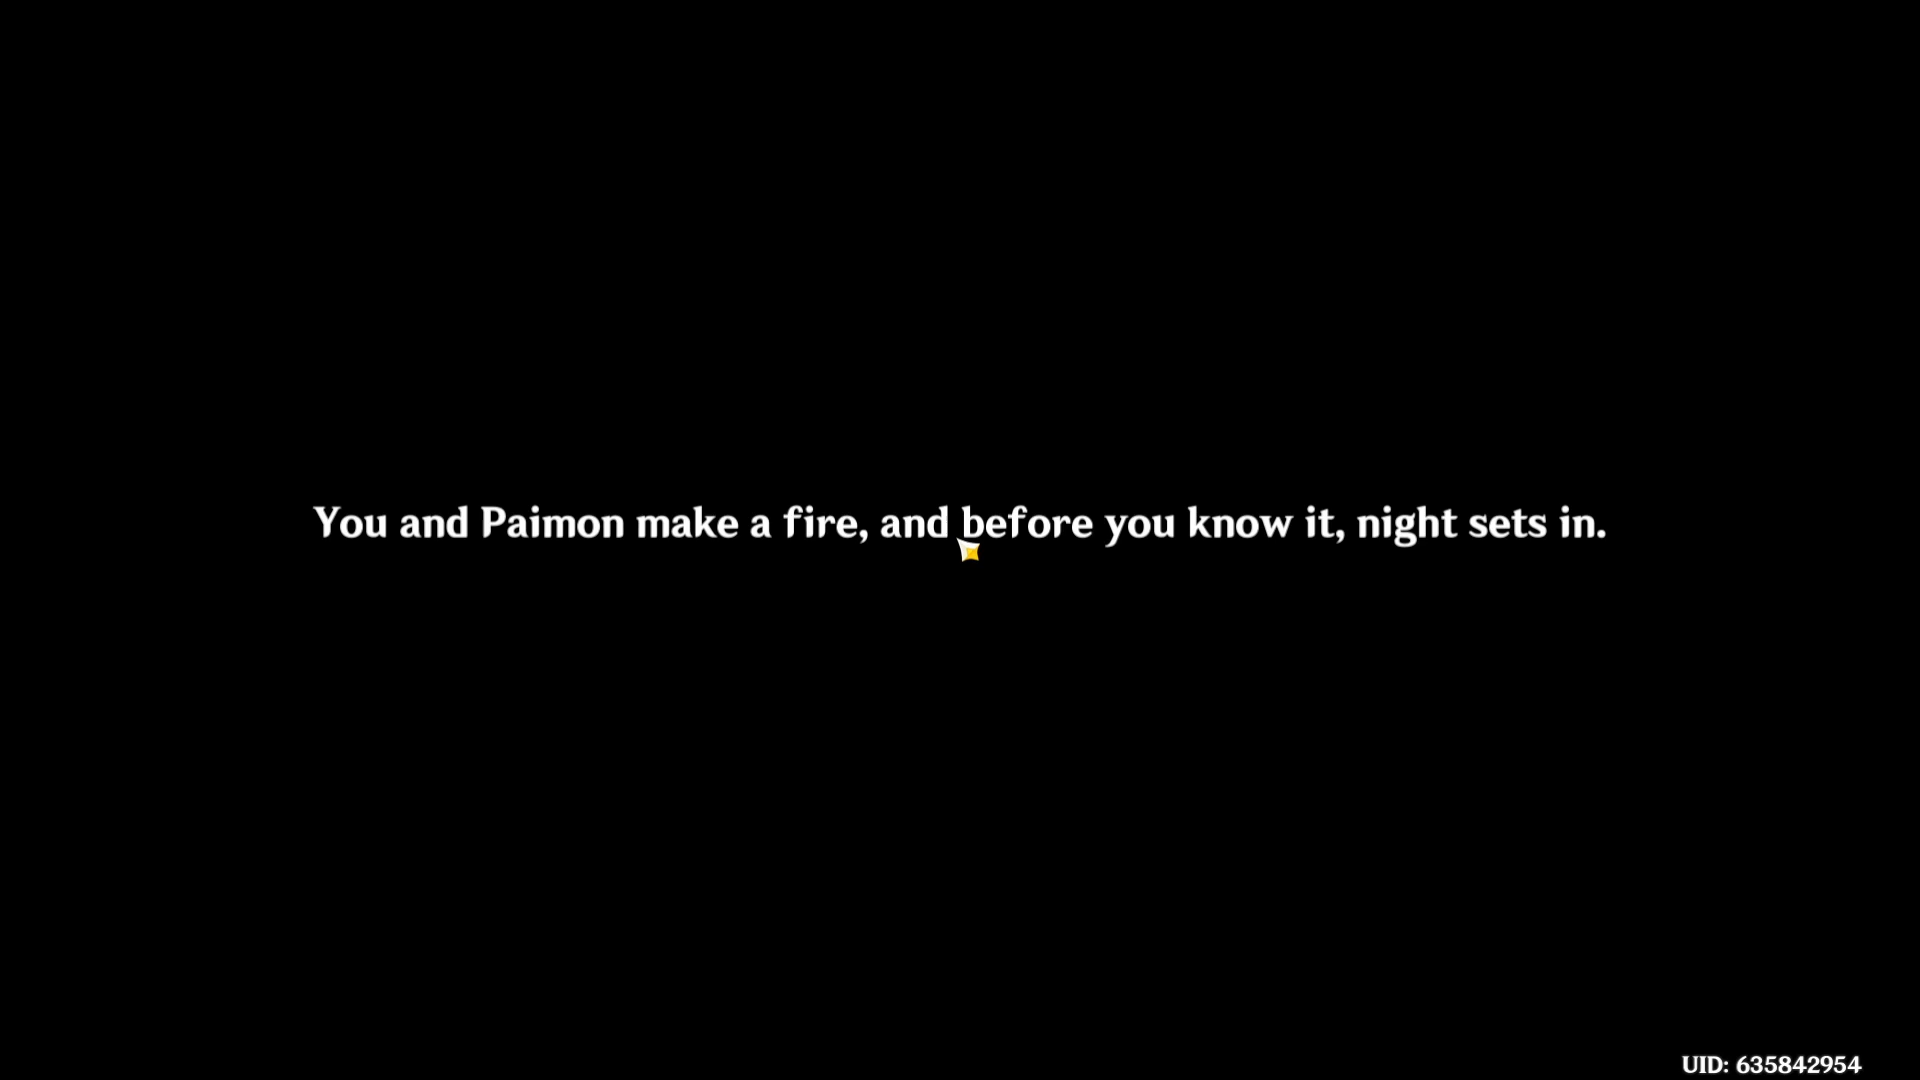 You and Paimon make a fire, and before you know it, night sets in.
UID: 635842954